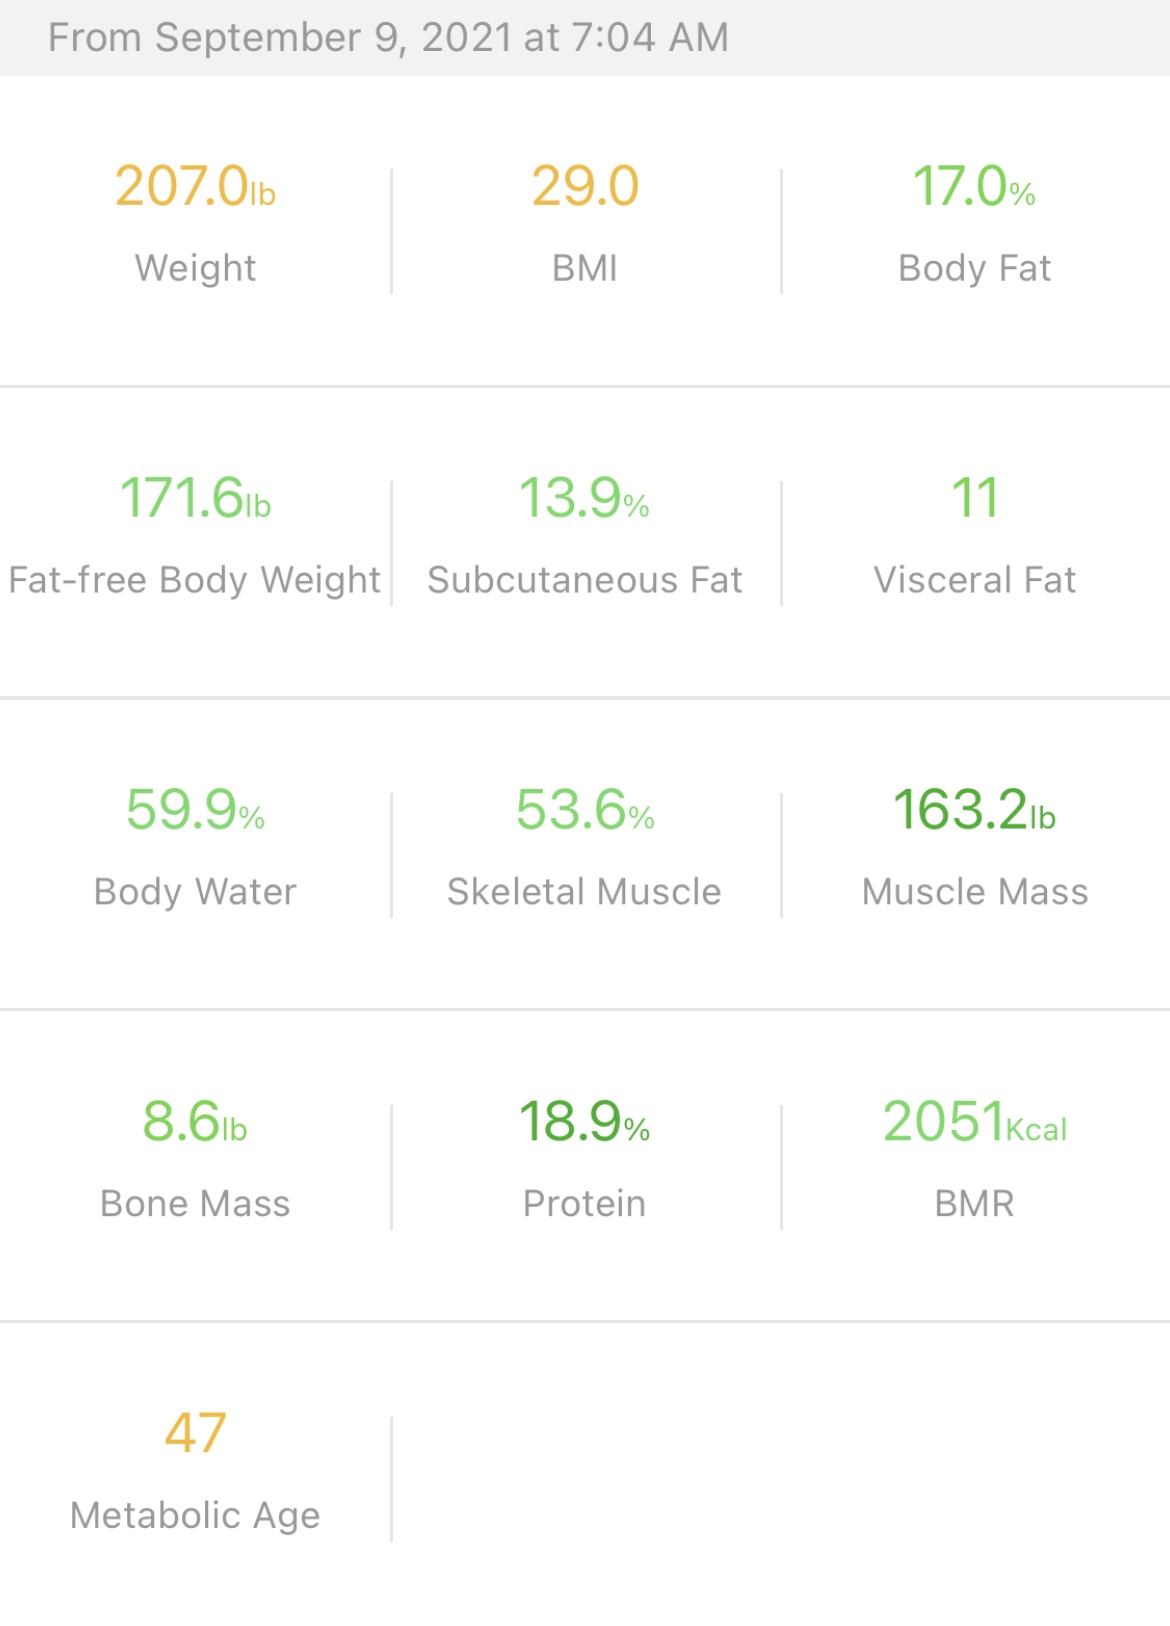 From September 9, 2021 at 7:04 AM
207.0lb 29.0 17.0%
Weight BMI Body Fat
171.6lb 13.9% 11
Fat-free Body Weight Subcutaneous Fat Visceral Fat
59.9% 53.6% 163.2lb
Body Water Skeletal Muscle Muscle Mass
8.6lb 18.9% 2051Kcal
Bone Mass Protein BMR
47
Metabolic Age